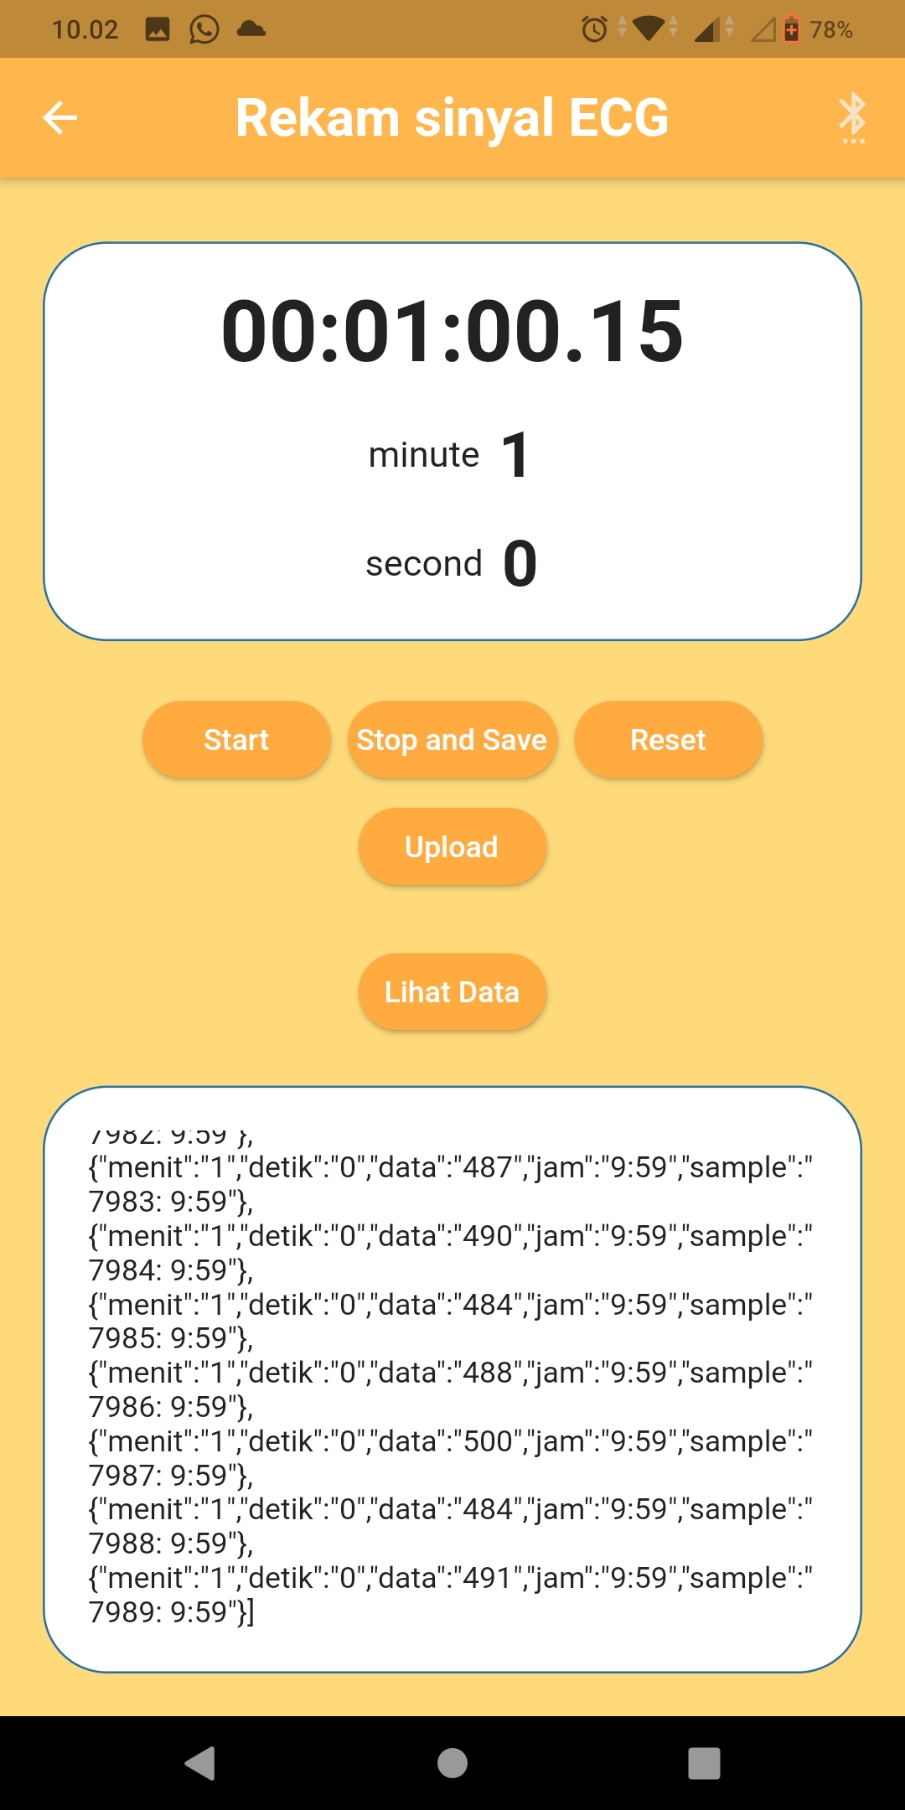 10.02
78%
Rekam sinyal ECG
00:01:00.15
minute 1
second 0
Start
Stop and Save
Reset
Upload
Lihat Data
7982: 9:59"},
{"menit":"1","detik":"0","data":"487","jam":"9:59","sample":"
7983: 9:59"},
{"menit":"1","detik":"0","data":"490","jam":"9:59","sample":"
7984: 9:59"},
{"menit":"1","detik":"0","data":"484","jam":"9:59","sample":"
7985: 9:59"},
{"menit":"1","detik":"0","data":"488","jam":"9:59","sample":"
7986: 9:59"},
{"menit":"1","detik":"0","data":"500","jam":"9:59","sample":"
7987: 9:59"},
{"menit":"1","detik":"0","data":"484","jam":"9:59","sample":"
7988: 9:59"},
{"menit":"1","detik":"0","data":"491","jam":"9:59","sample":"
7989: 9:59"}]